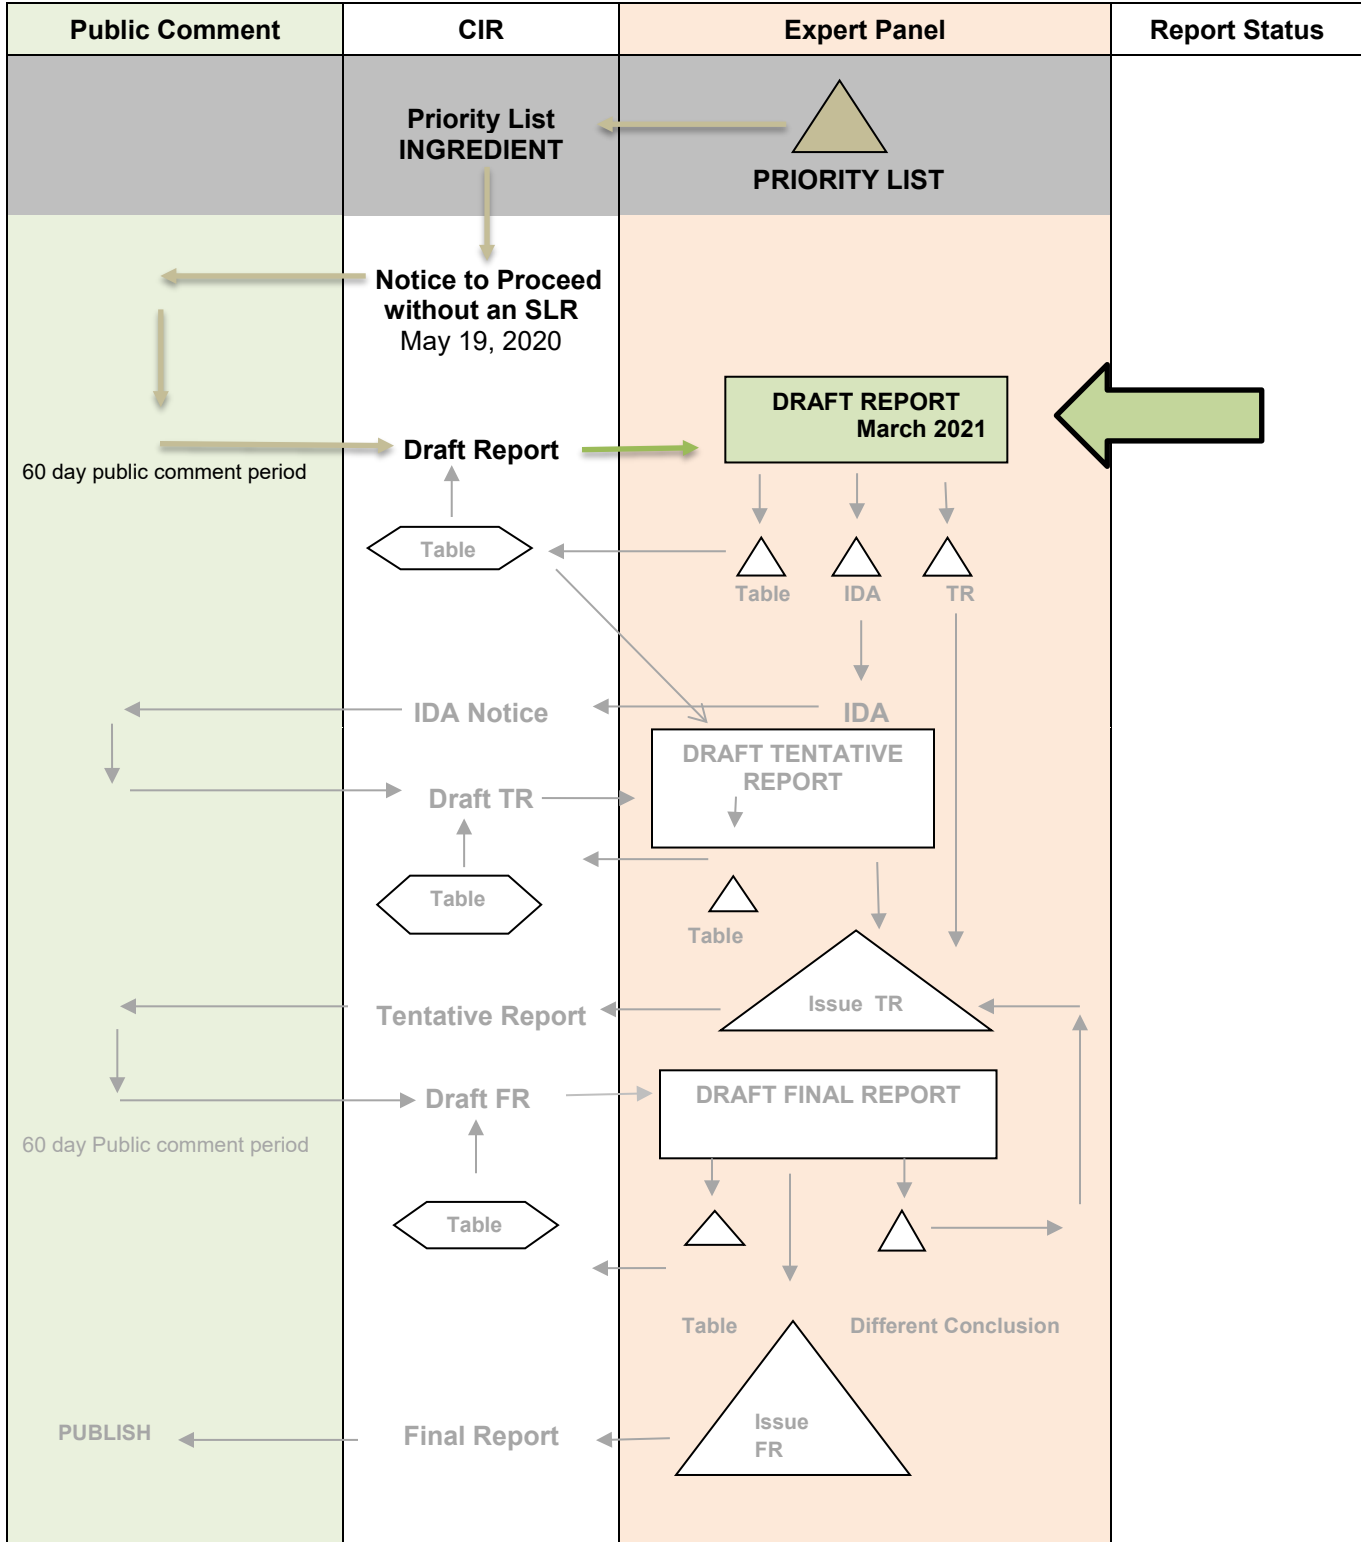 Public Comment
CIR
Expert Panel
Report Status
Priority List
INGREDIENT
PRIORITY LIST
Notice to Proceed
without an SLR
May 19, 2020
DRAFT REPORT
March 2021
Draft Report
60 day public comment period
Table
Table
IDA
TR
IDA Notice
IDA
DRAFT TENTATIVE
REPORT
Draft TR
Table
Table
Issue TR
Tentative Report
Draft FR
DRAFT FINAL REPORT
60 day Public comment period
Table
Table
Different Conclusion
Issue
FR
PUBLISH
Final Report